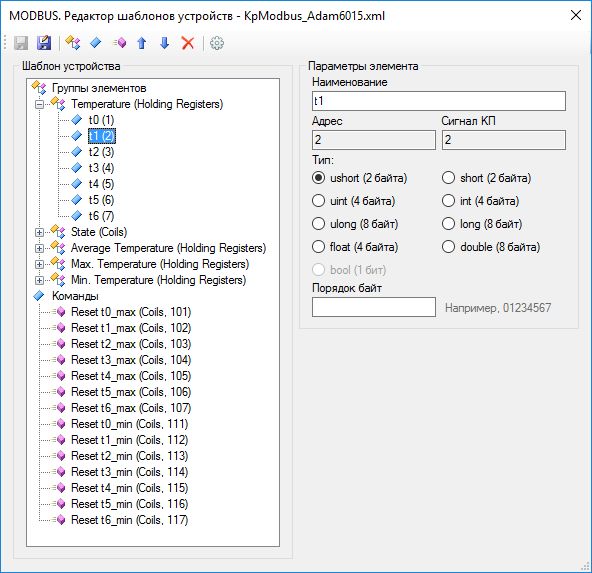 MODBUS. Редактор шаблонов устройств - KpModbus_Adam6015.xml
Шаблон устройства
Группы элементов
Temperature (Holding Registers)
t0 (1)
t1 (2)
t2 (3)
t3 (4)
t4 (5)
t5 (6)
t6 (7)
State (Coils)
Average Temperature (Holding Registers)
Max. Temperature (Holding Registers)
Min. Temperature (Holding Registers)
Команды
Reset t0_max (Coils, 101)
Reset t1_max (Coils, 102)
Reset t2_max (Coils, 103)
Reset t3_max (Coils, 104)
Reset t4_max (Coils, 105)
Reset t5_max (Coils, 106)
Reset t6_max (Coils, 107)
Reset t0_min (Coils, 111)
Reset t1_min (Coils, 112)
Reset t2_min (Coils, 113)
Reset t3_min (Coils, 114)
Reset t4_min (Coils, 115)
Reset t5_min (Coils, 116)
Reset t6_min (Coils, 117)
Параметры элемента
Наименование
t1
Адрес Сигнал КП
2 2
Тип:
ushort (2 байта) short (2 байта)
uint (4 байта) int (4 байта)
ulong (8 байт) long (8 байт)
float (4 байта) double (8 байта)
bool (1 бит)
Порядок байт
Например, 01234567